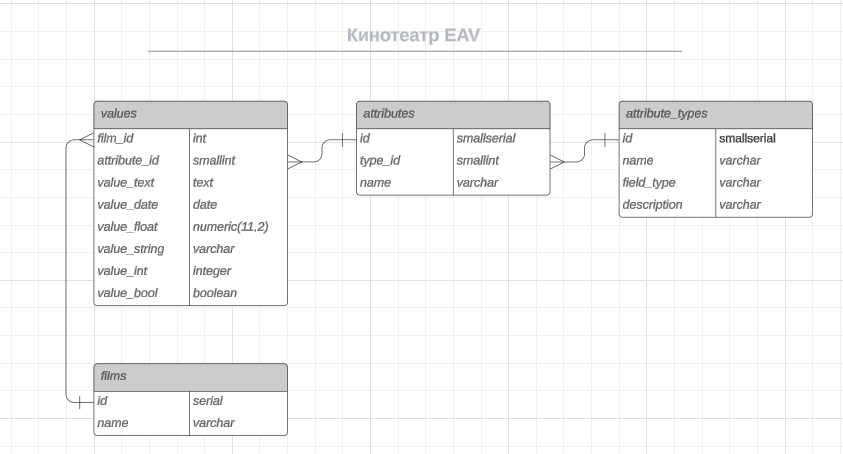 Кинотеатр EAV
values
film_id int
attribute_id smallint
value_text text
value_date date
value_float numeric(11,2)
value_string varchar
value_int integer
value_bool boolean
attributes
id smallserial
type_id smallint
name varchar
attribute_types
id smallserial
name varchar
field_type varchar
description varchar
films
id serial
name varchar